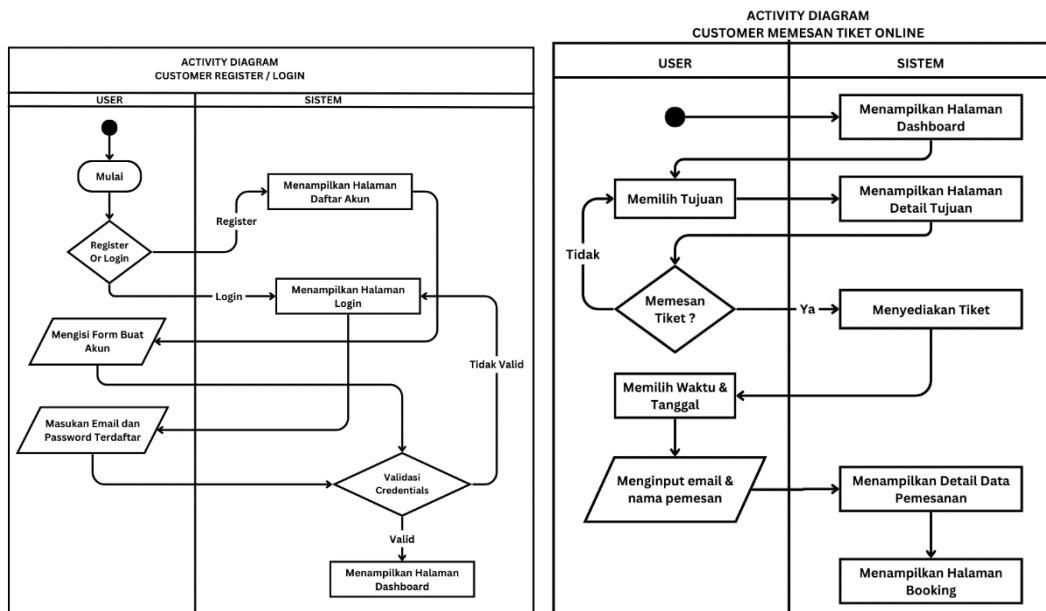 ACTIVITY DIAGRAM
CUSTOMER REGISTER / LOGIN
USER
SISTEM
Mulai
Register
Or Login
Register
Menampilkan Halaman
Daftar Akun
Login
Menampilkan Halaman
Login
Mengisi Form Buat
Akun
Tidak Valid
Masukan Email dan
Password Terdaftar
Validasi
Credentials
Valid
Menampilkan Halaman
Dashboard
ACTIVITY DIAGRAM
CUSTOMER MEMESAN TIKET ONLINE
USER
SISTEM
Menampilkan Halaman
Dashboard
Memilih Tujuan
Menampilkan Halaman
Detail Tujuan
Tidak
Memesan
Tiket ?
Ya
Menyediakan Tiket
Memilih Waktu &
Tanggal
Menginput email &
nama pemesan
Menampilkan Detail Data
Pemesanan
Menampilkan Halaman
Booking